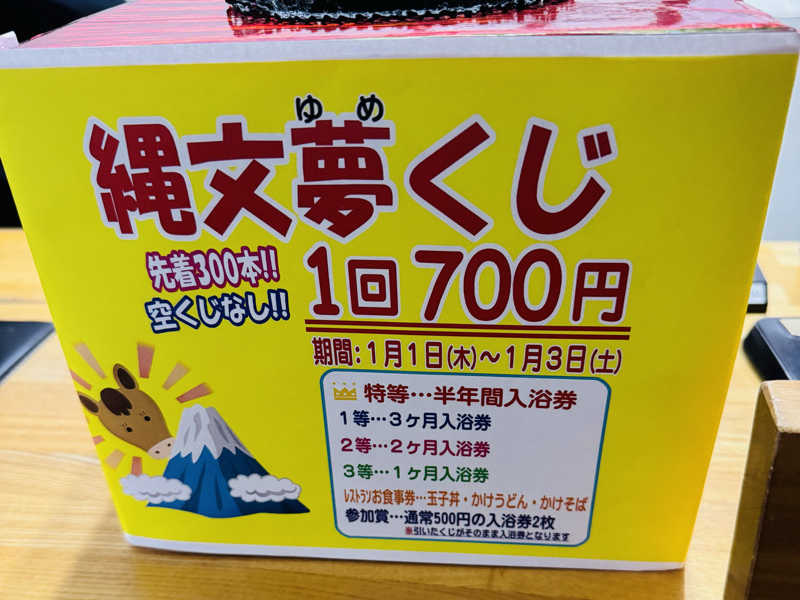 ゆめ
縄文夢くじ
先着300本!!
空くじなし!!
1回700円
期間:1月1日(木)~1月3日(土)
特等…半年間入浴券
1等…3ヶ月入浴券
2等…2ヶ月入浴券
3等…1ヶ月入浴券
レストランお食事券…玉子丼・かけうどん・かけそば
参加賞…通常500円の入浴券2枚
※引いたくじがそのまま入浴券となります